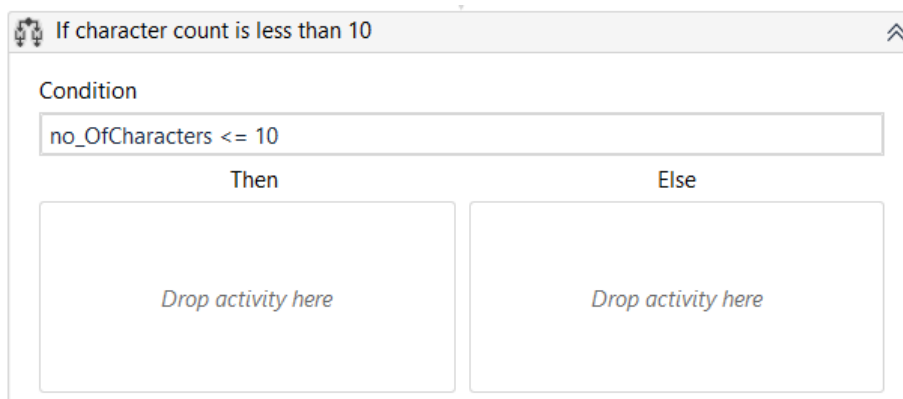 If character count is less than 10
Condition
no_OfCharacters <= 10
Then Else
Drop activity here Drop activity here